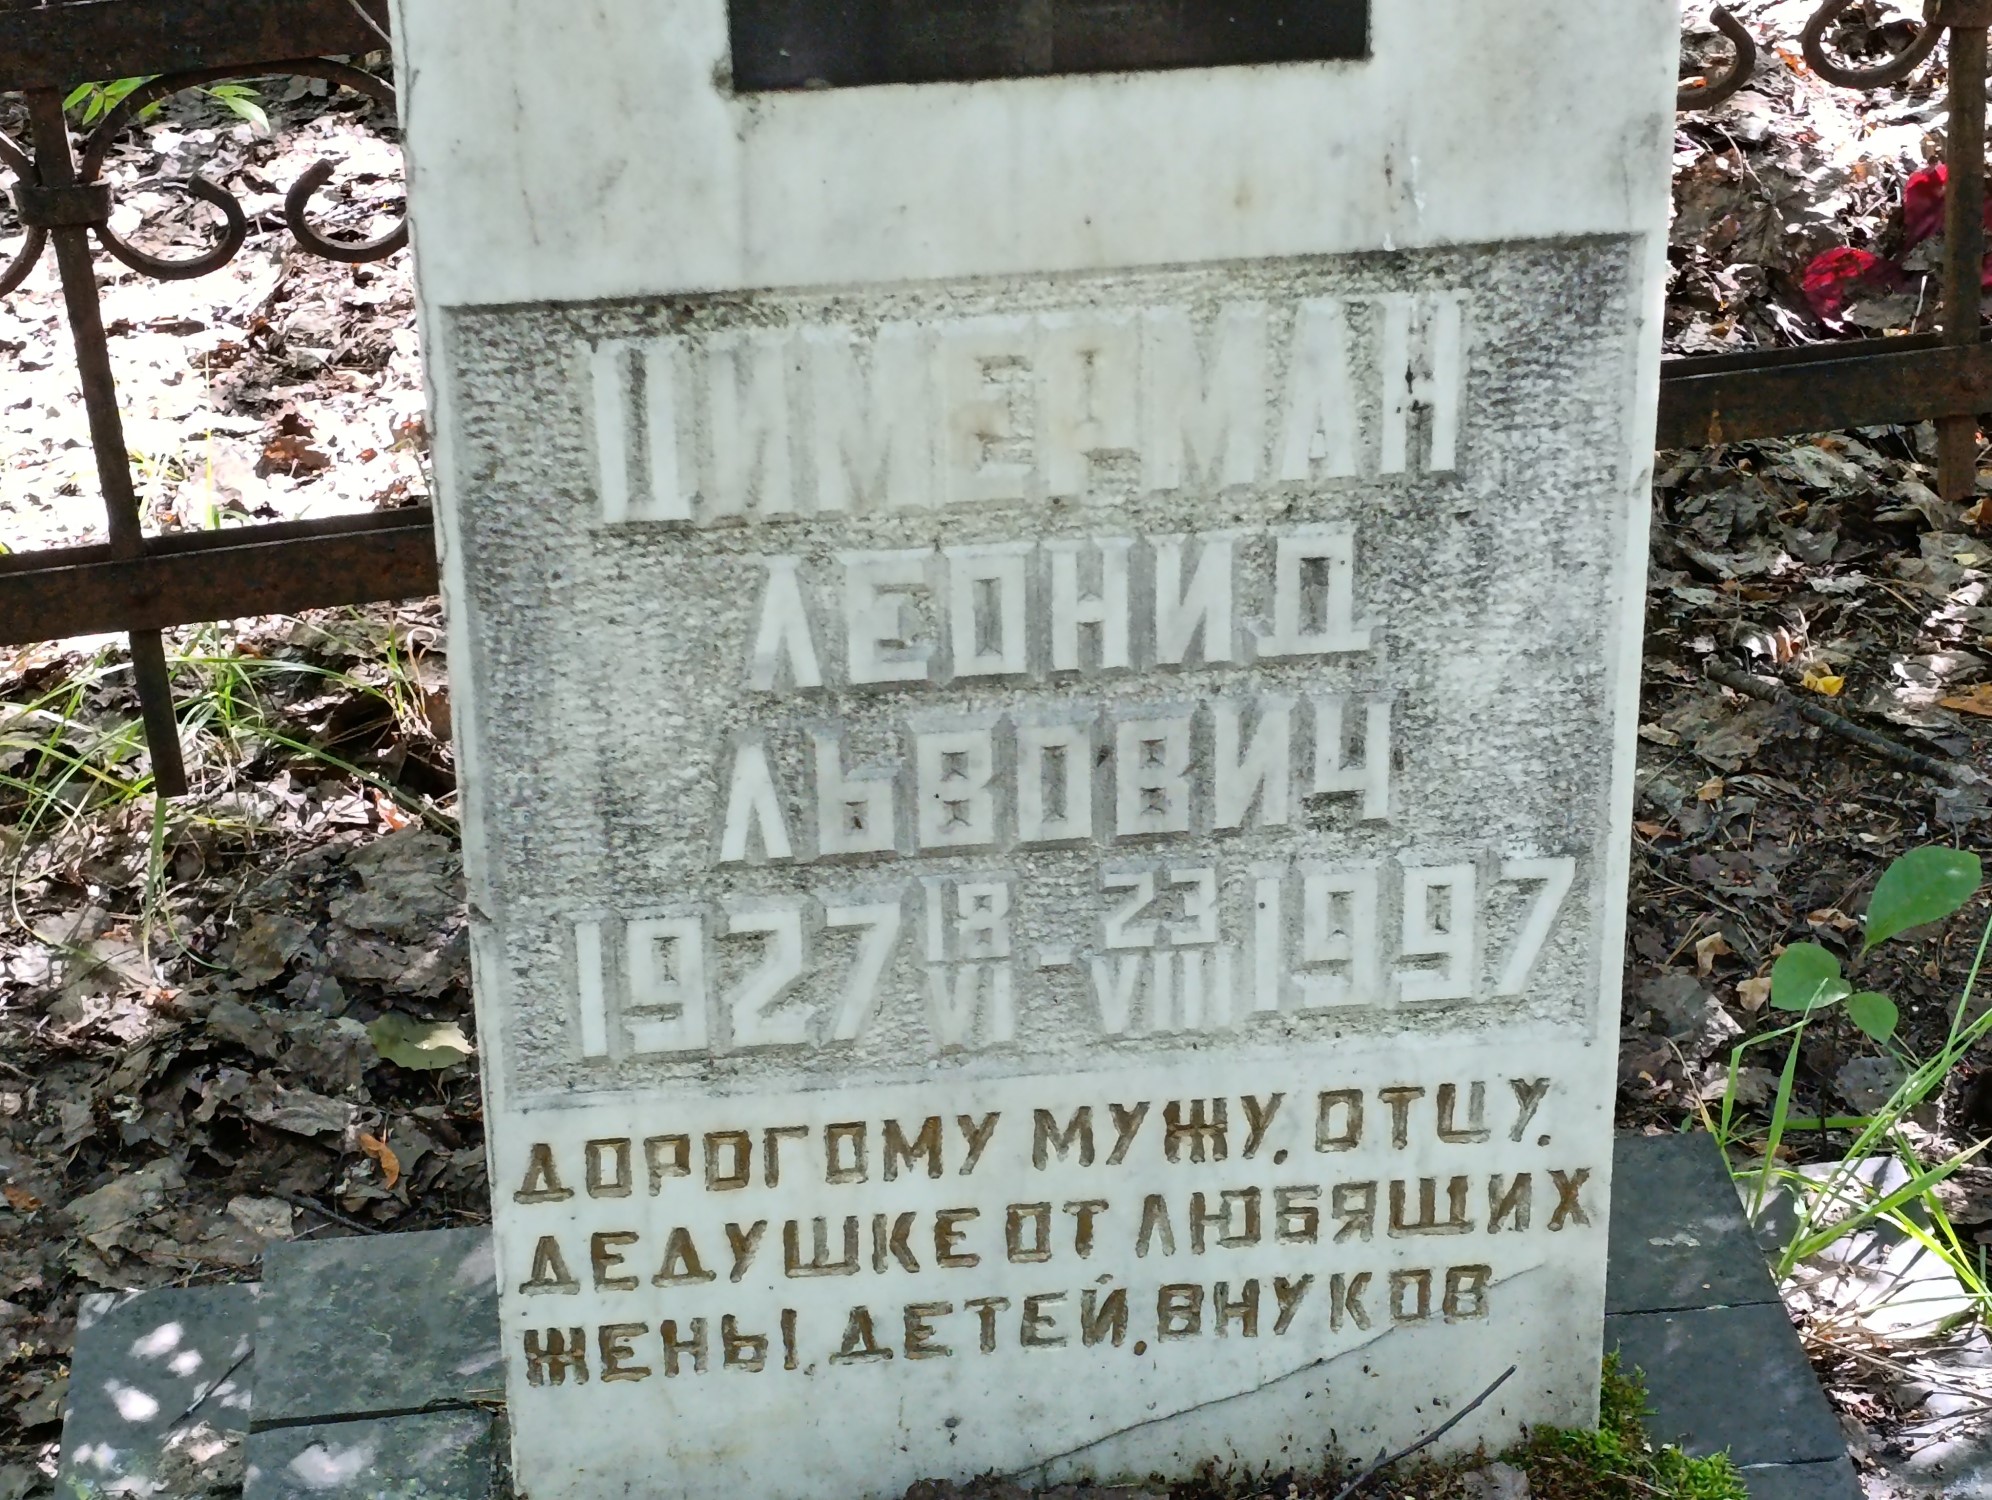 ЦИМЕРМАН
ЛЕОНИД
ЛЬВОВИЧ
1927 18/VI - 23/VIII 1997
ДОРОГОМУ МУЖУ, ОТЦУ,
ДЕДУШКЕ ОТ ЛЮБЯЩИХ
ЖЕНЫ, ДЕТЕЙ, ВНУКОВ